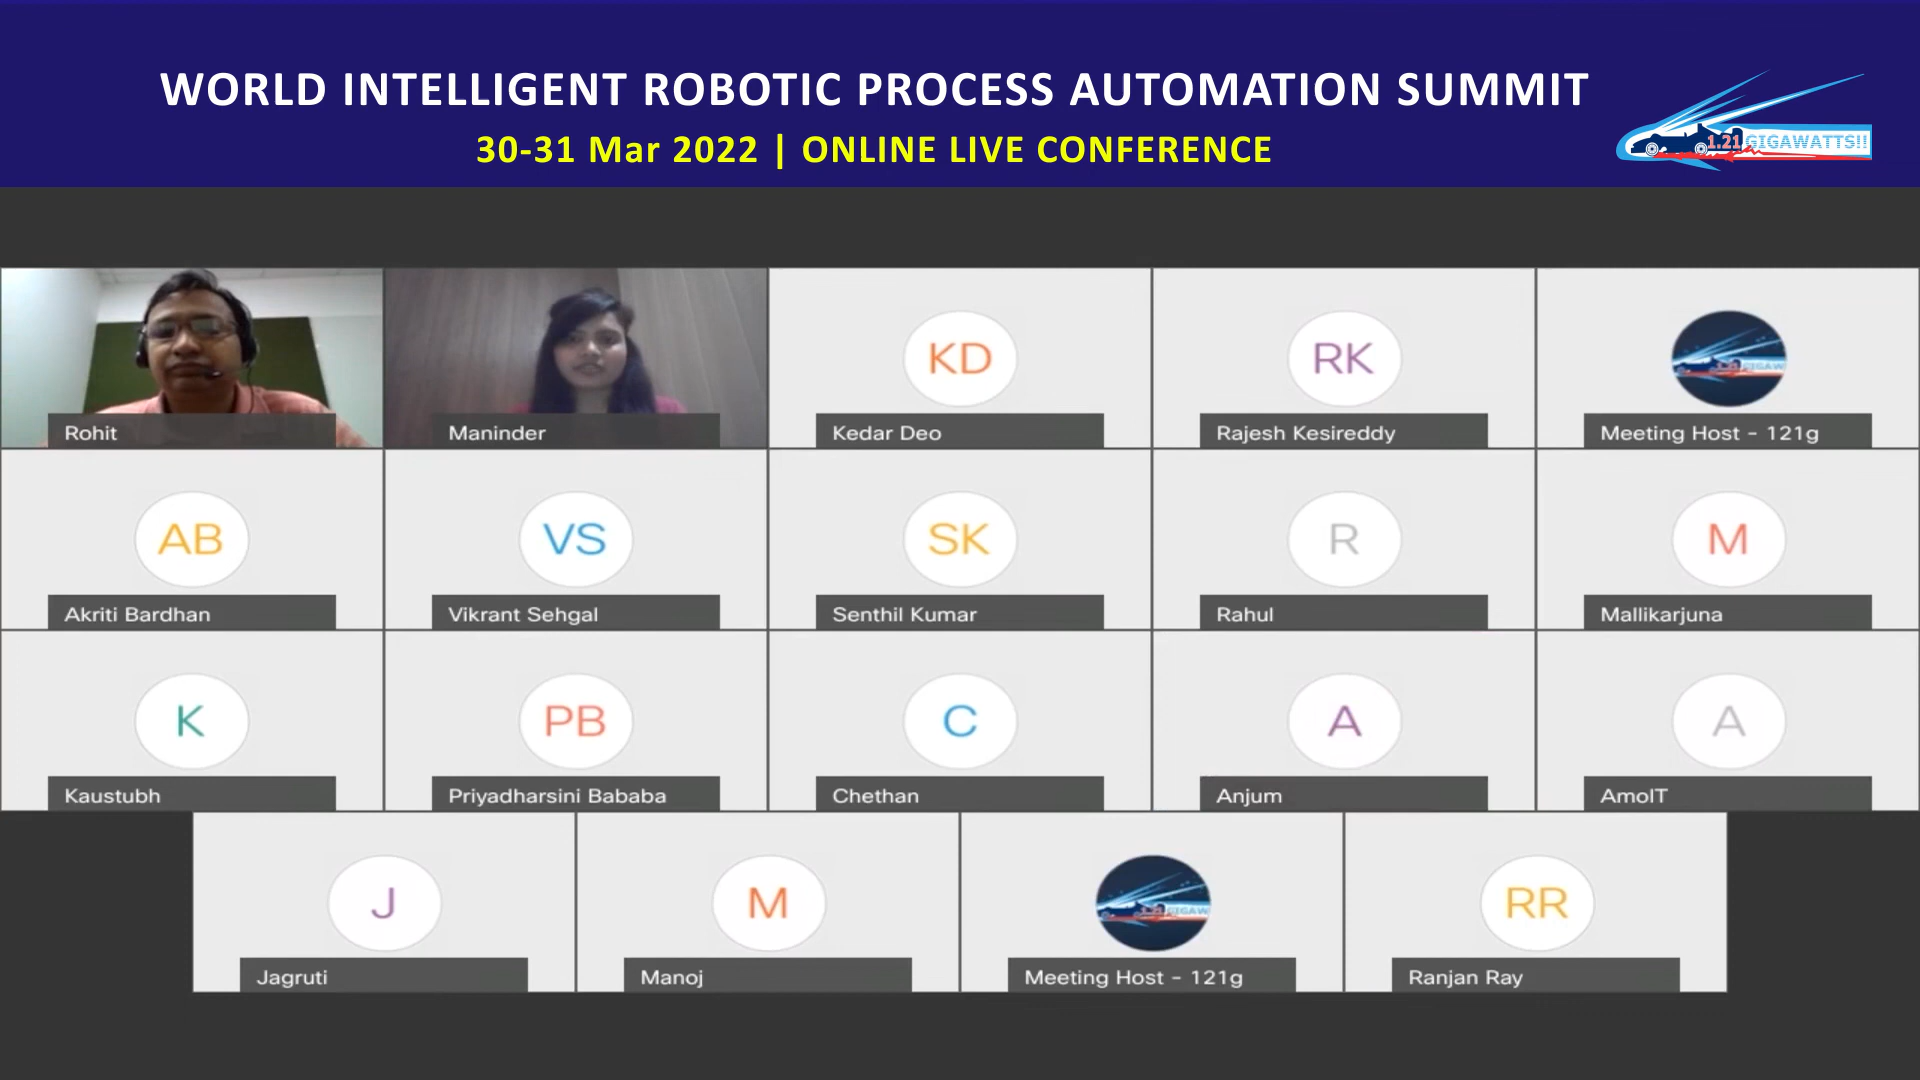 WORLD INTELLIGENT ROBOTIC PROCESS AUTOMATION SUMMIT
30-31 Mar 2022 | ONLINE LIVE CONFERENCE
1.21 GIGAWATTS!!
KD
RK
Rohit
Maninder
Kedar Deo
Rajesh Kesireddy
Meeting Host - 121g
AB
VS
SK
R
M
Akriti Bardhan
Vikrant Sehgal
Senthil Kumar
Rahul
Mallikarjuna
K
PB
C
A
A
Kaustubh
Priyadharsini Bababa
Chethan
Anjum
AmolT
J
M
RR
Jagruti
Manoj
Meeting Host - 121g
Ranjan Ray